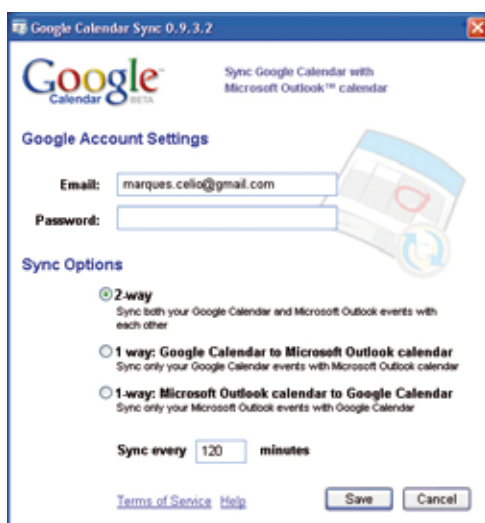 Google Calendar Sync 0.9.3.2
Google™
Calendar BETA
Sync Google Calendar with
Microsoft Outlook™ calendar
Google Account Settings
Email: marques.celio@gmail.com
Password:
Sync Options
2-way
Sync both your Google Calendar and Microsoft Outlook events with
each other
1 way: Google Calendar to Microsoft Outlook calendar
Sync only your Google Calendar events with Microsoft Outlook calendar
1-way: Microsoft Outlook calendar to Google Calendar
Sync only your Microsoft Outlook events with Google Calendar
Sync every 120 minutes
Terms of Service Help Save Cancel